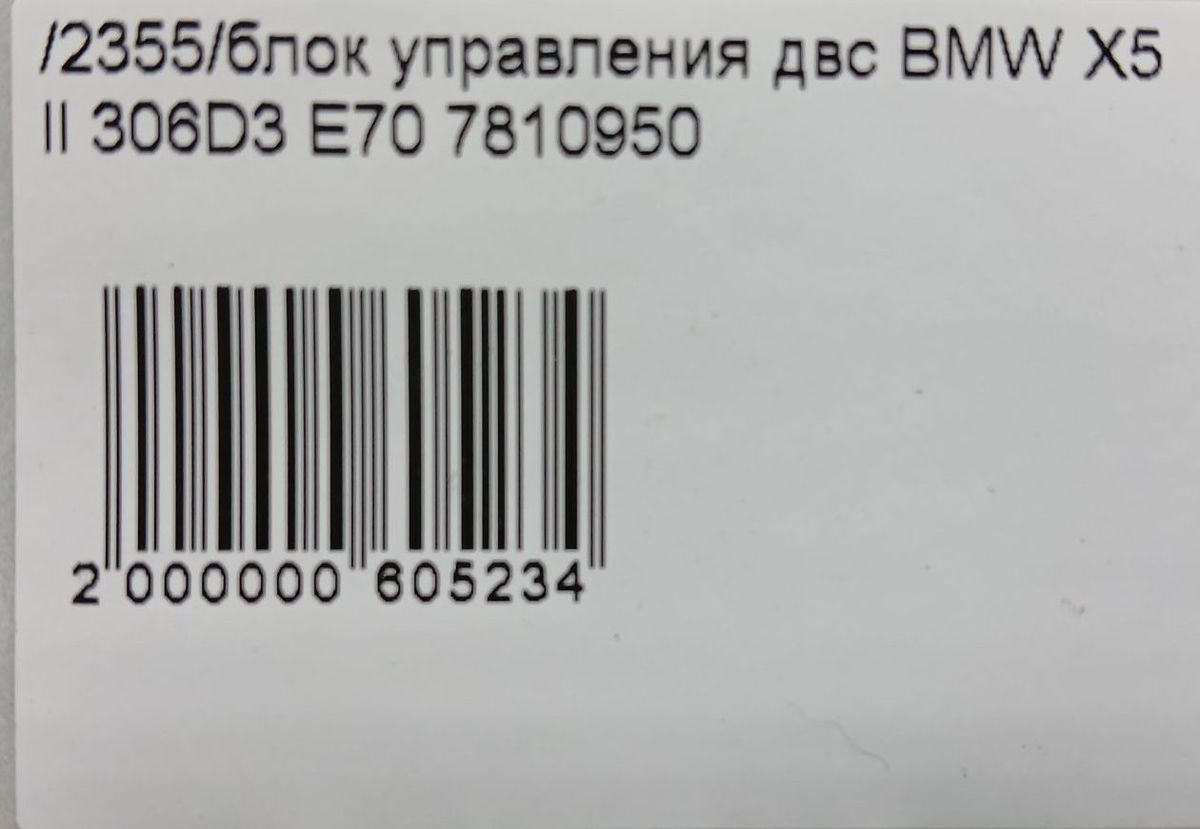 /2355/блок управления двс BMW X5
II 306D3 E70 7810950
2 000000 605234